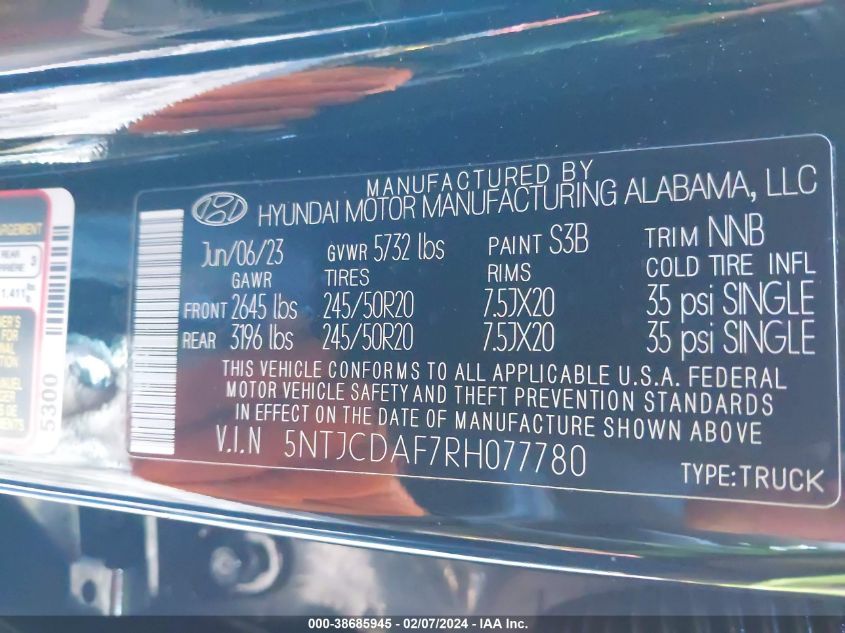 MANUFACTURED BY
HYUNDAI MOTOR MANUFACTURING ALABAMA, LLC
Jun/06/23 GVWR 5732 lbs PAINT S3B TRIM NNB
GAWR TIRES RIMS COLD TIRE INFL
FRONT 2645 lbs 245/50R20 7.5JX20 35 psi SINGLE
REAR 3196 lbs 245/50R20 7.5JX20 35 psi SINGLE
THIS VEHICLE CONFORMS TO ALL APPLICABLE U.S.A. FEDERAL
MOTOR VEHICLE SAFETY AND THEFT PREVENTION STANDARDS
IN EFFECT ON THE DATE OF MANUFACTURE SHOWN ABOVE
V.I.N 5NTJCDAF7RH077780
TYPE:TRUCK
REAR 3
5300
000-38685945 - 02/07/2024 - IAA Inc.